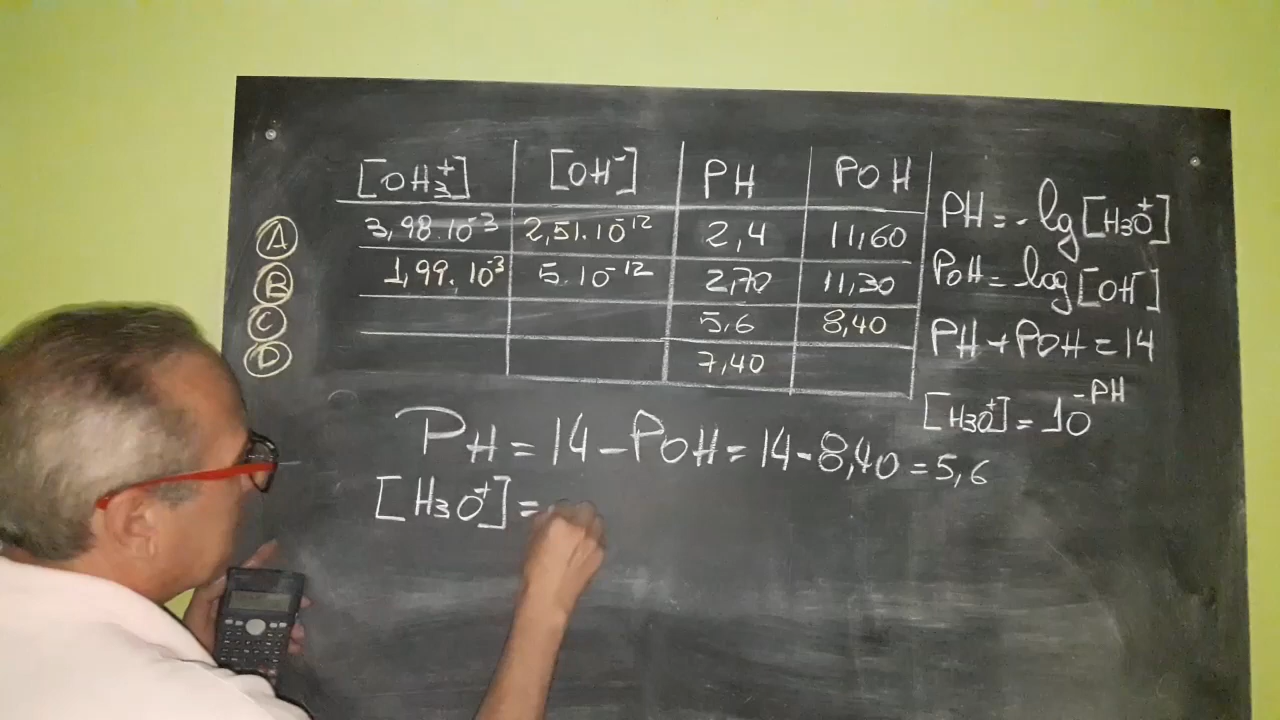 [OH₃⁺] [OH⁻] PH POH
A 3,98.10⁻³ 2,51.10⁻¹² 2,4 11,60
B 1,99.10⁻³ 5.10⁻¹² 2,70 11,30
C 5,6 8,40
D 7,40
PH=-lg[H3O⁺]
POH=-log[OH⁻]
PH+POH=14
[H3O⁺]=10⁻ᴾᴴ
PH=14-POH=14-8,40=5,6
[H3O⁺]=